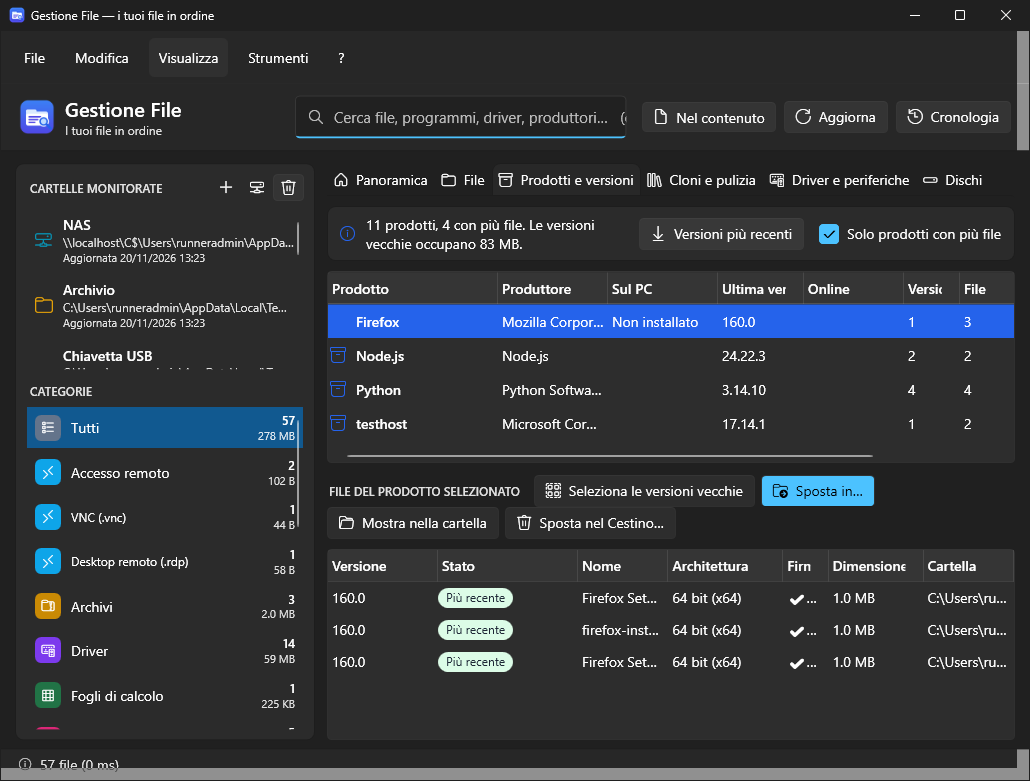 Gestione File — i tuoi file in ordine
File Modifica Visualizza Strumenti ?
Gestione File
I tuoi file in ordine
Cerca file, programmi, driver, produttori...
Nel contenuto Aggiorna Cronologia
CARTELLE MONITORATE
NAS
\\localhost\C$\Users\runneradmin\AppDa...
Aggiornata 20/11/2026 13:23
Archivio
C:\Users\runneradmin\AppData\Local\Te...
Aggiornata 20/11/2026 13:23
Chiavetta USB
CATEGORIE
Tutti 57
278 MB
Accesso remoto 2
102 B
VNC (.vnc) 1
44 B
Desktop remoto (.rdp) 1
58 B
Archivi 3
2.0 MB
Driver 14
59 MB
Fogli di calcolo 1
225 KB
Panoramica File Prodotti e versioni Cloni e pulizia Driver e periferiche Dischi
11 prodotti, 4 con più file. Le versioni
vecchie occupano 83 MB.
Versioni più recenti Solo prodotti con più file
Prodotto Produttore Sul PC Ultima ver Online Versio File
Firefox Mozilla Corpor... Non installato 160.0 1 3
Node.js Node.js 24.22.3 2 2
Python Python Softwa... 3.14.10 4 4
testhost Microsoft Cor... 17.14.1 1 2
FILE DEL PRODOTTO SELEZIONATO Seleziona le versioni vecchie Sposta in...
Mostra nella cartella Sposta nel Cestino...
Versione Stato Nome Architettura Firn Dimensione Cartella
160.0 Più recente Firefox Set... 64 bit (x64) ... 1.0 MB C:\Users\ru...
160.0 Più recente firefox-inst... 64 bit (x64) ... 1.0 MB C:\Users\ru...
160.0 Più recente Firefox Set... 64 bit (x64) ... 1.0 MB C:\Users\ru...
57 file (0 ms)